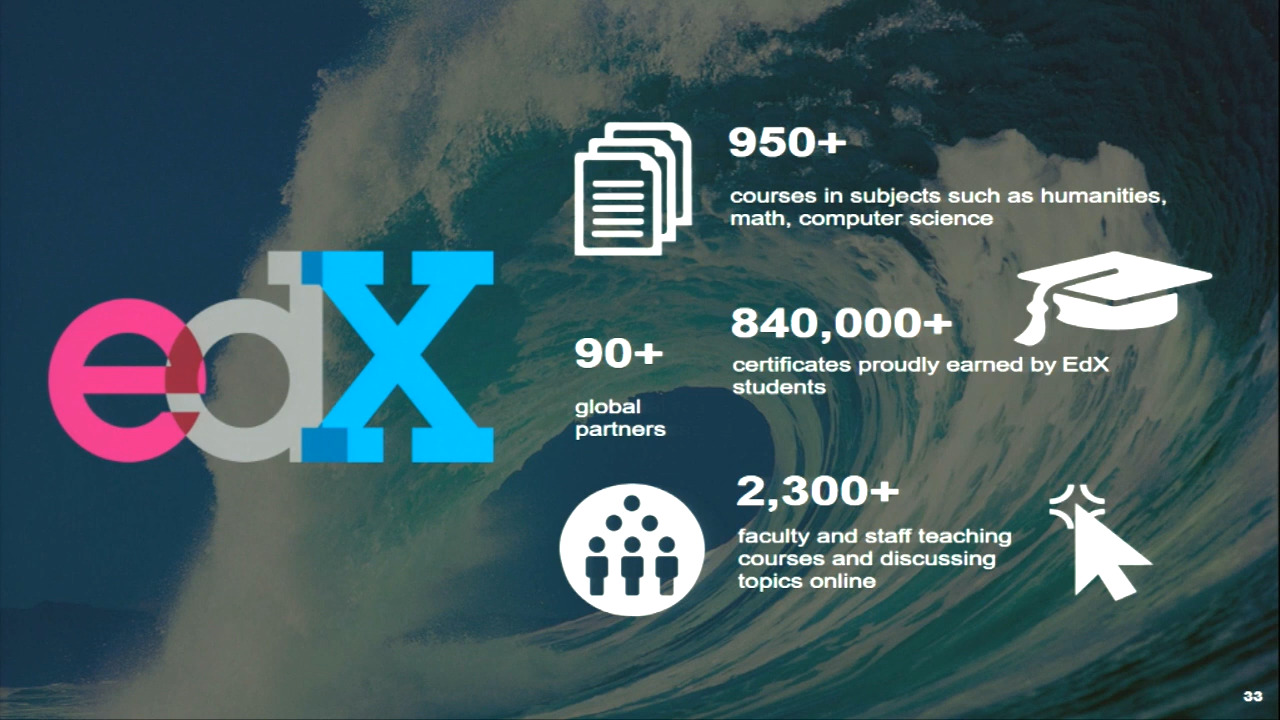 edX
950+
courses in subjects such as humanities,
math, computer science
840,000+
certificates proudly earned by EdX
students
90+
global
partners
2,300+
faculty and staff teaching
courses and discussing
topics online
33